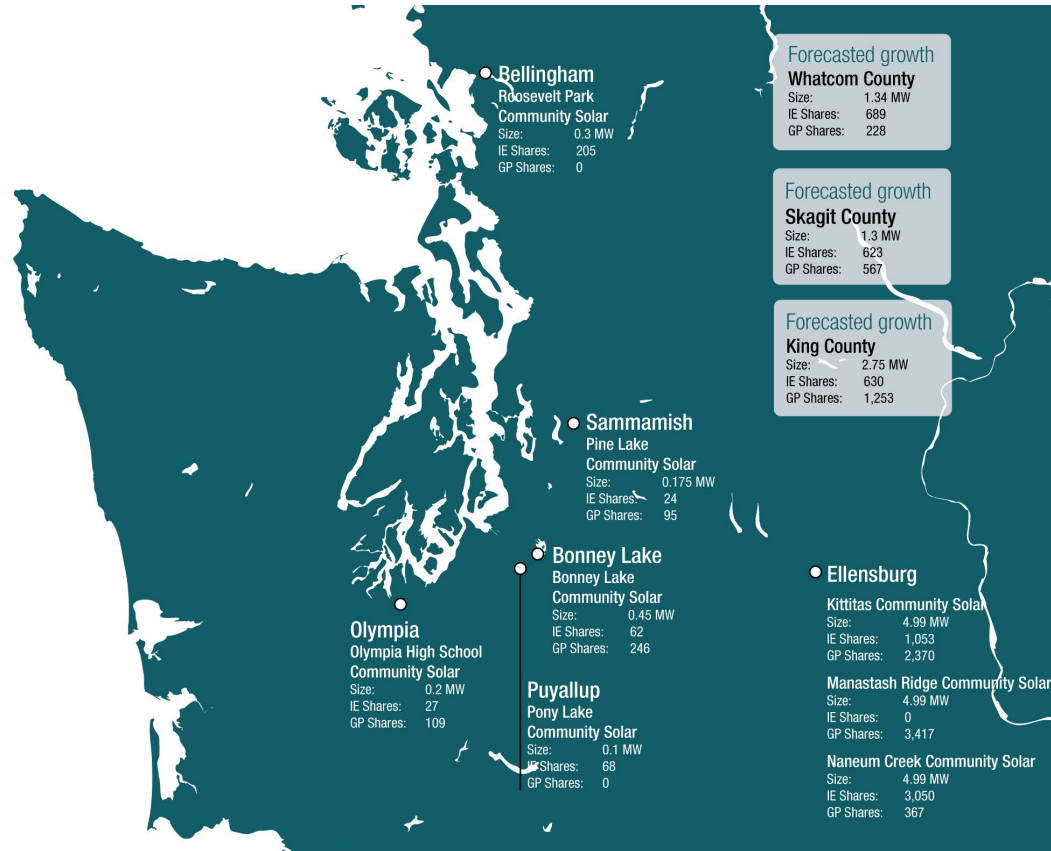 Bellingham
Roosevelt Park
Community Solar
Size: 0.3 MW
IE Shares: 205
GP Shares: 0
Forecasted growth
Whatcom County
Size: 1.34 MW
IE Shares: 689
GP Shares: 228
Forecasted growth
Skagit County
Size: 1.3 MW
IE Shares: 623
GP Shares: 567
Forecasted growth
King County
Size: 2.75 MW
IE Shares: 630
GP Shares: 1,253
Sammamish
Pine Lake
Community Solar
Size: 0.175 MW
IE Shares: 24
GP Shares: 95
Bonney Lake
Bonney Lake
Community Solar
Size: 0.45 MW
IE Shares: 62
GP Shares: 246
Olympia
Olympia High School
Community Solar
Size: 0.2 MW
IE Shares: 27
GP Shares: 109
Puyallup
Pony Lake
Community Solar
Size: 0.1 MW
IE Shares: 68
GP Shares: 0
Ellensburg
Kittitas Community Solar
Size: 4.99 MW
IE Shares: 1,053
GP Shares: 2,370
Manastash Ridge Community Solar
Size: 4.99 MW
IE Shares: 0
GP Shares: 3,417
Naneum Creek Community Solar
Size: 4.99 MW
IE Shares: 3,050
GP Shares: 367